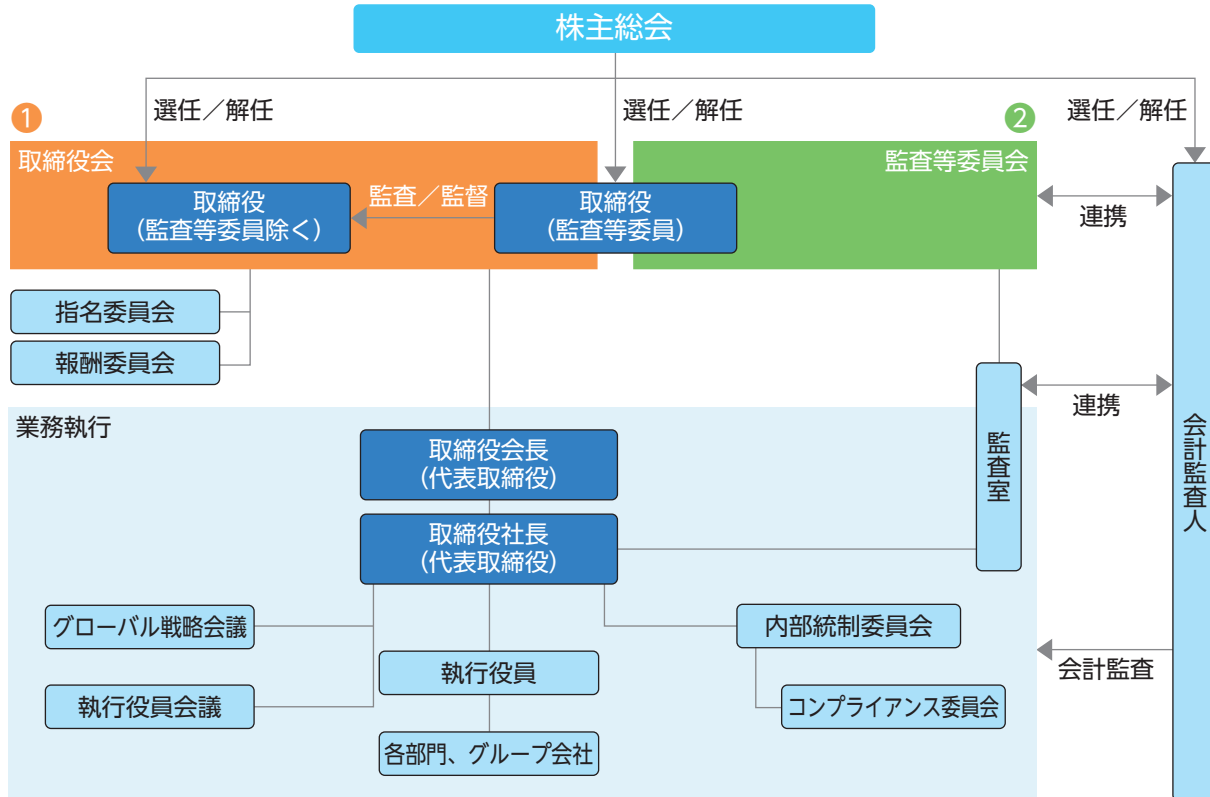 株主総会
選任／解任
選任／解任
選任／解任
❶
❷
取締役会
監査等委員会
取締役
(監査等委員除く)
監査／監督
取締役
(監査等委員)
連携
指名委員会
報酬委員会
連携
業務執行
取締役会長
(代表取締役)
監査室
会計監査人
取締役社長
(代表取締役)
グローバル戦略会議
内部統制委員会
執行役員
会計監査
執行役員会議
コンプライアンス委員会
各部門、グループ会社